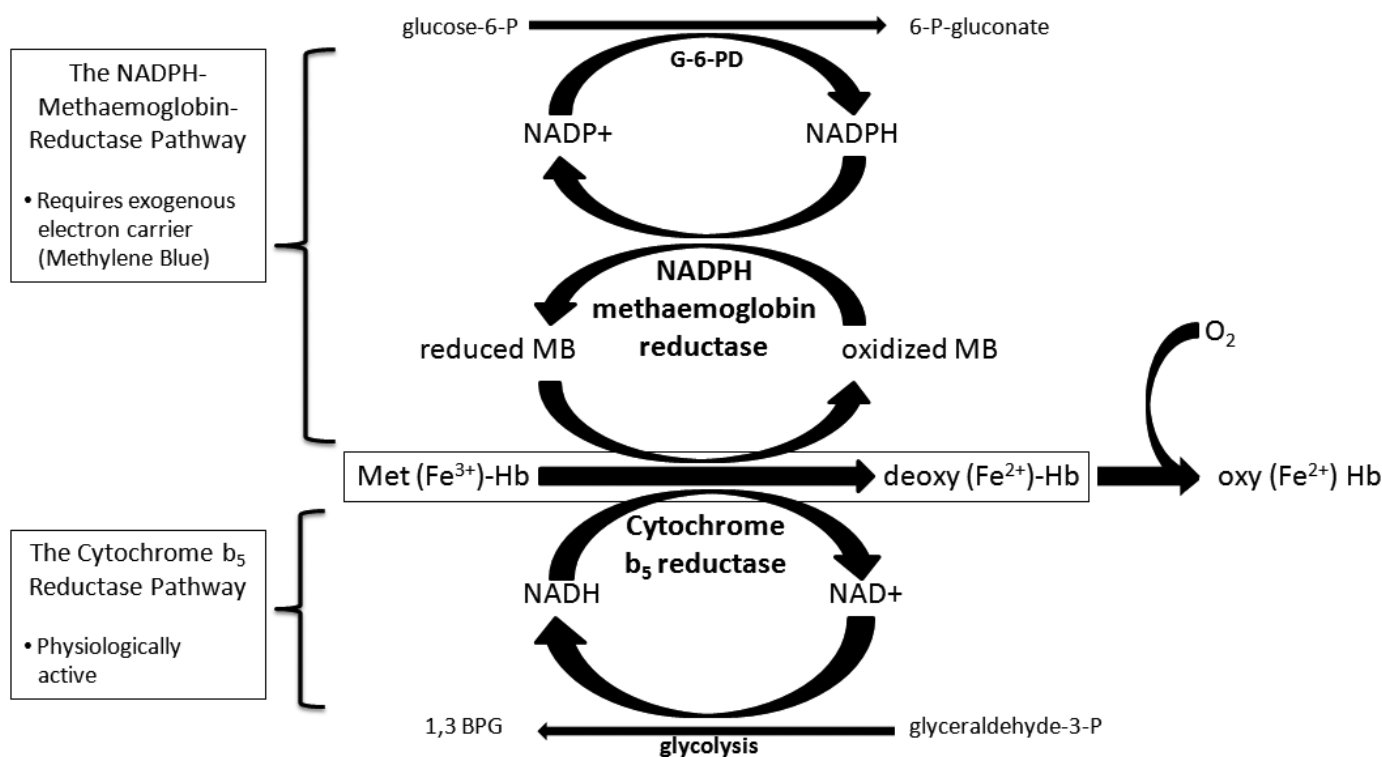 glucose-6-P
6-P-gluconate
G-6-PD
The NADPH-
Methaemoglobin-
Reductase Pathway
• Requires exogenous
electron carrier
(Methylene Blue)
NADP+
NADPH
NADPH
methaemoglobin
reductase
reduced MB
oxidized MB
O₂
Met (Fe³⁺)-Hb
deoxy (Fe²⁺)-Hb
oxy (Fe²⁺) Hb
The Cytochrome b₅
Reductase Pathway
• Physiologically
active
Cytochrome
b₅ reductase
NADH
NAD+
1,3 BPG
glyceraldehyde-3-P
glycolysis